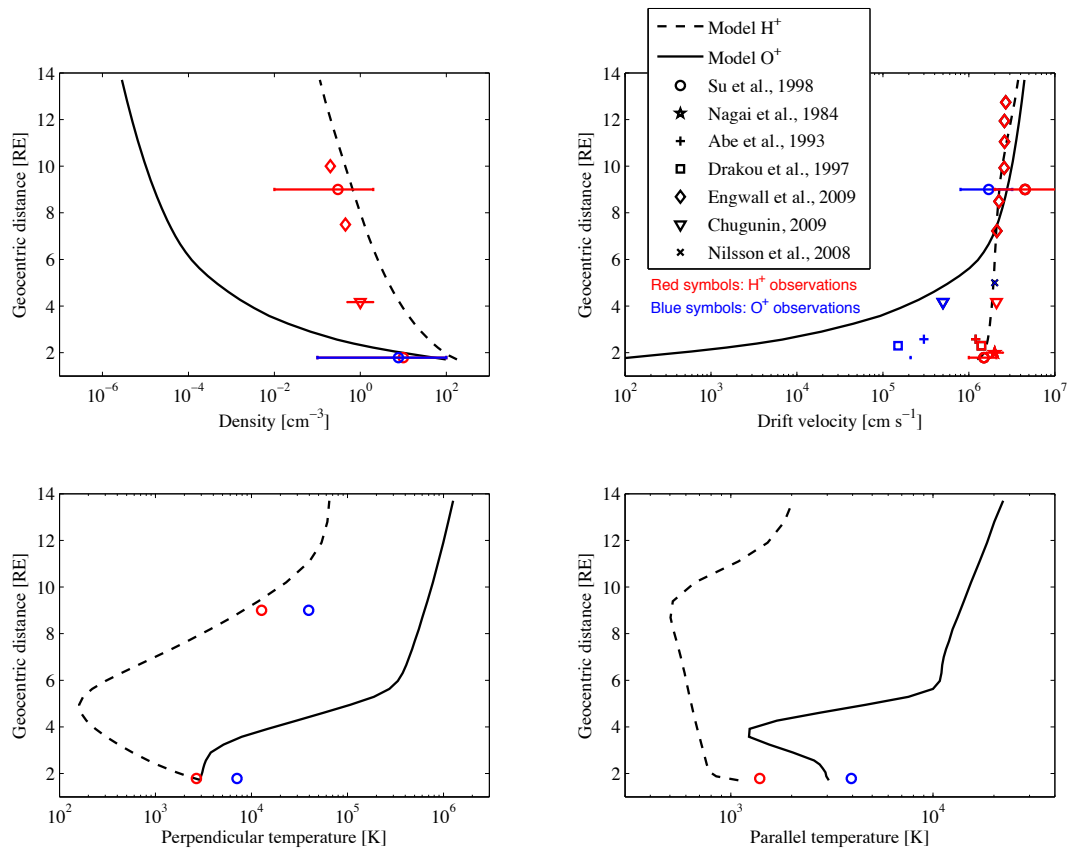 Model H⁺
Model O⁺
Su et al., 1998
Nagai et al., 1984
Abe et al., 1993
Drakou et al., 1997
Engwall et al., 2009
Chugunin, 2009
Nilsson et al., 2008
Red symbols: H⁺ observations
Blue symbols: O⁺ observations
14
12
10
8
6
4
2
Geocentric distance [RE]
10⁻⁶ 10⁻⁴ 10⁻² 10⁰ 10²
Density [cm⁻³]
14
12
10
8
6
4
2
Geocentric distance [RE]
10² 10³ 10⁴ 10⁵ 10⁶ 10⁷
Drift velocity [cm s⁻¹]
14
12
10
8
6
4
2
Geocentric distance [RE]
10² 10³ 10⁴ 10⁵ 10⁶
Perpendicular temperature [K]
14
12
10
8
6
4
2
Geocentric distance [RE]
10³ 10⁴
Parallel temperature [K]